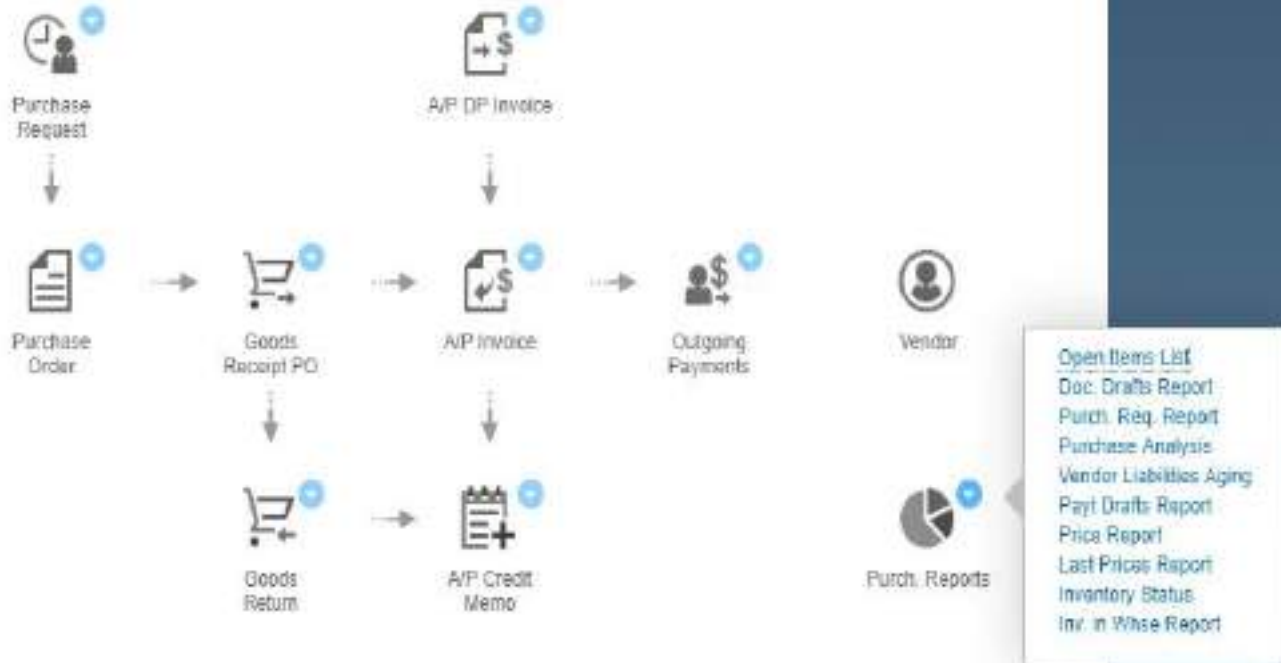 Purchase
Request
A/P DP Invoice
Purchase
Order
Goods
Receipt PO
A/P Invoice
Outgoing
Payments
Vendor
Goods
Return
A/P Credit
Memo
Purch. Reports
Open Items List
Doc. Drafts Report
Purch. Req. Report
Purchase Analysis
Vendor Liabilities Aging
Payt Drafts Report
Price Report
Last Prices Report
Inventory Status
Inv. in Whse Report